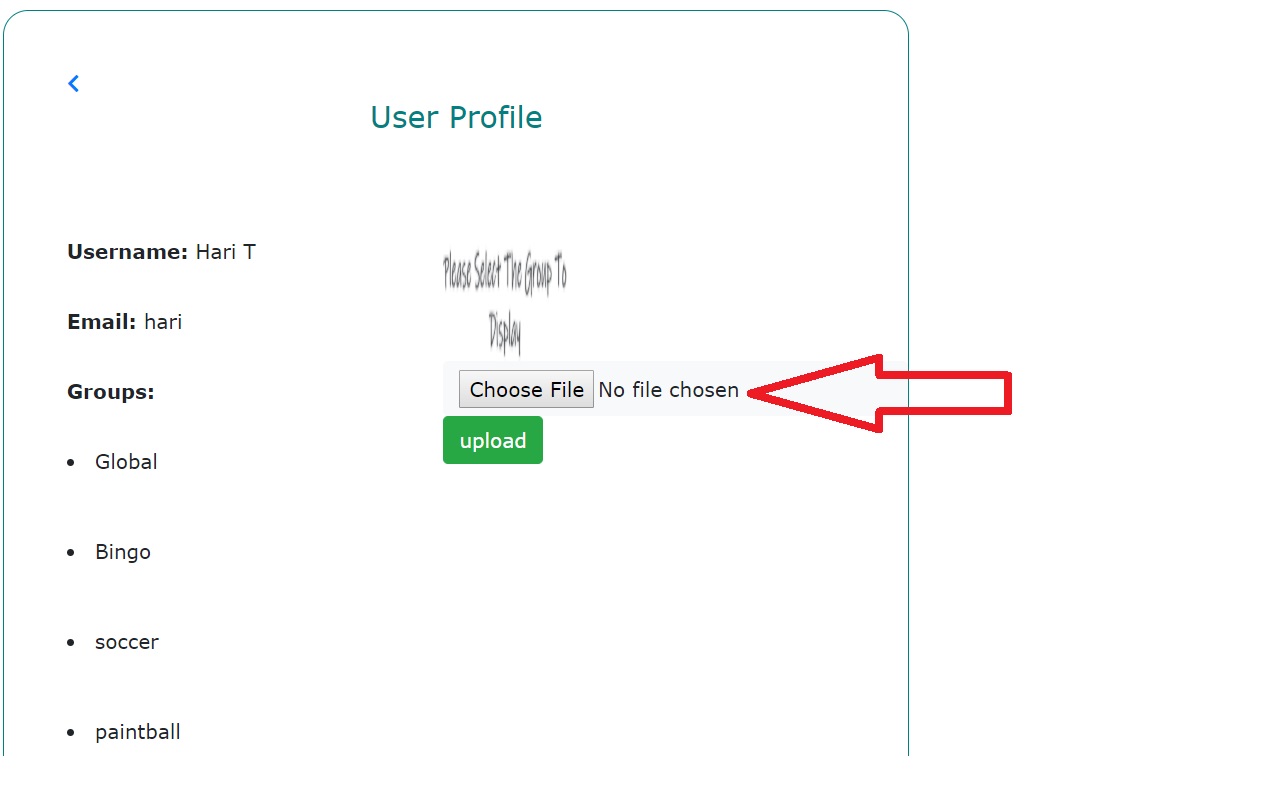 User Profile
Username: Hari T
Email: hari
Groups:
Global
Bingo
soccer
paintball
Please Select The Group To
Display
Choose File No file chosen
upload